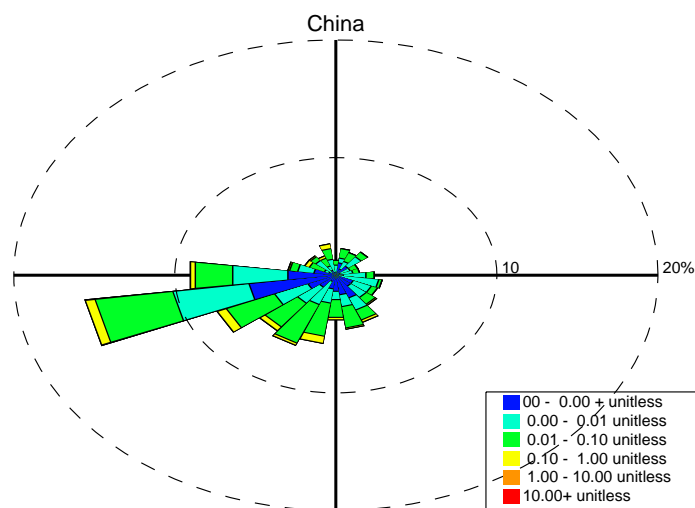 China
10
20%
00 - 0.00 + unitless
0.00 - 0.01 unitless
0.01 - 0.10 unitless
0.10 - 1.00 unitless
1.00 - 10.00 unitless
10.00+ unitless